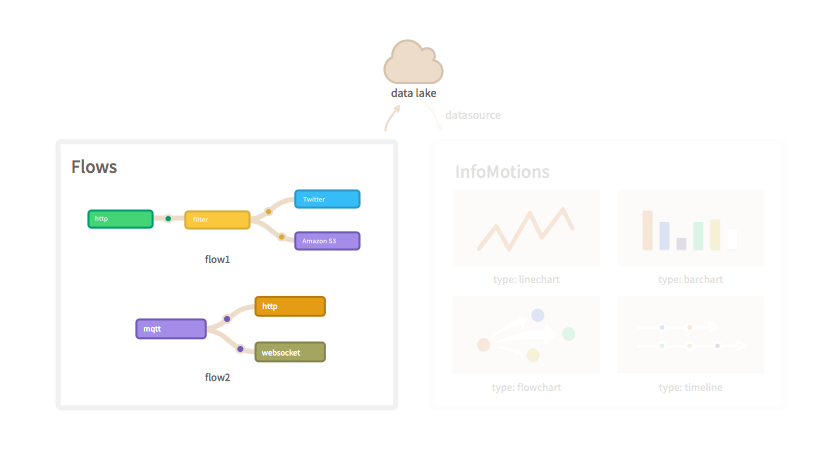 data lake
datasource
Flows
http
filter
Twitter
Amazon S3
flow1
mqtt
http
websocket
flow2
InfoMotions
type: linechart
type: barchart
type: flowchart
type: timeline